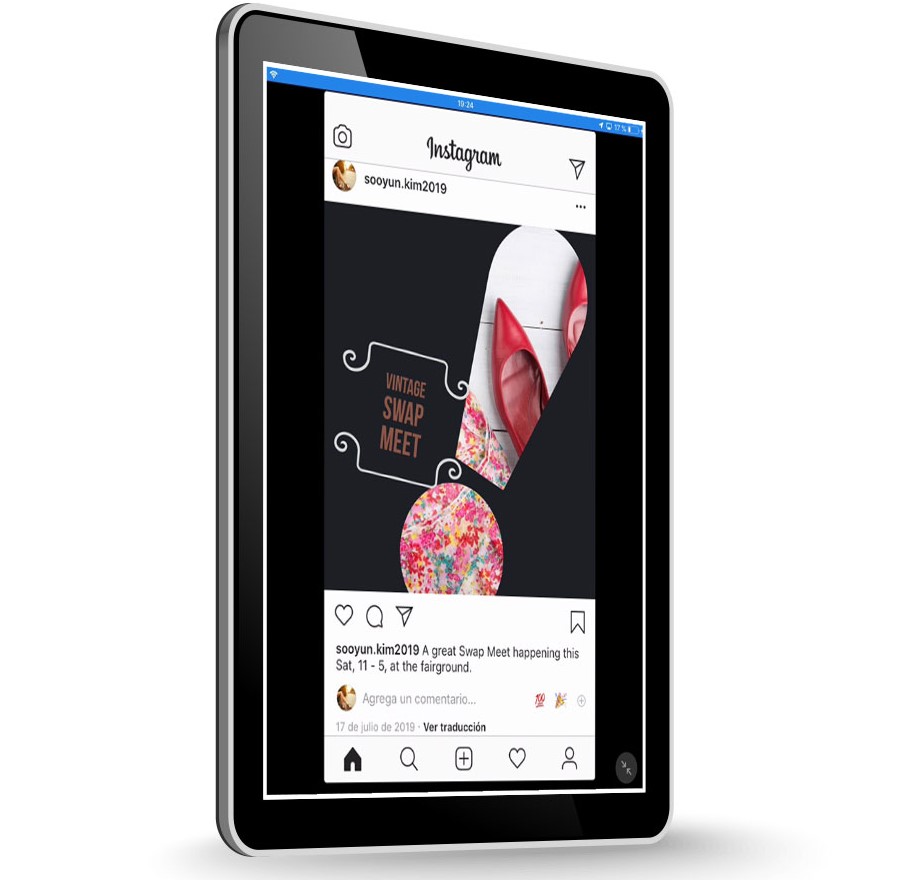 19:24
17 %
Instagram
sooyun.kim2019
VINTAGE
SWAP
MEET
sooyun.kim2019 A great Swap Meet happening this
Sat, 11 - 5, at the fairground.
Agrega un comentario...
17 de julio de 2019 · Ver traducción